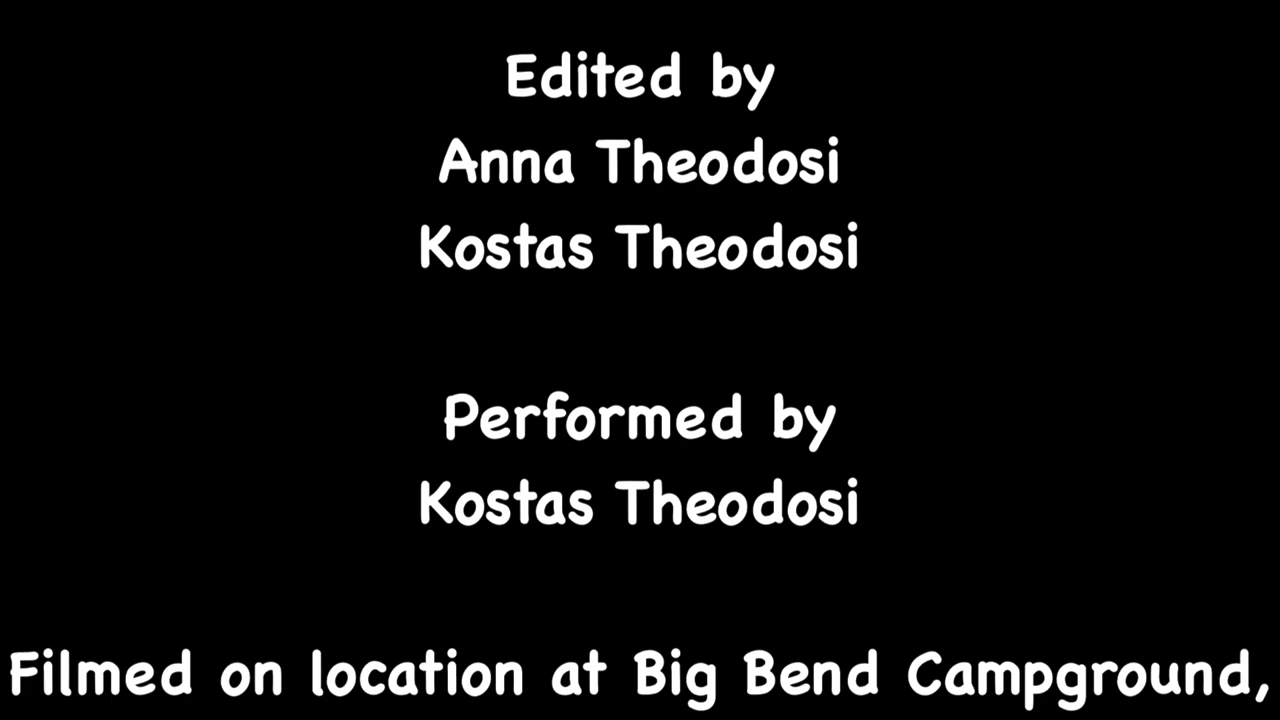 Edited by
Anna Theodosi
Kostas Theodosi
Performed by
Kostas Theodosi
Filmed on location at Big Bend Campground,